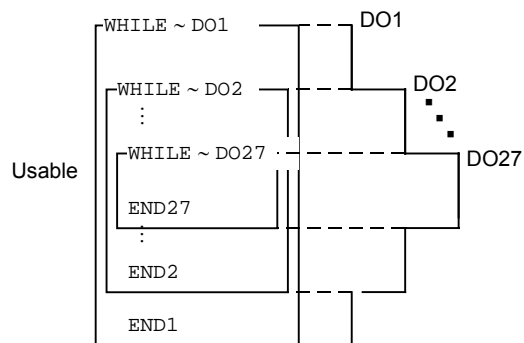 WHILE ~ DO1 DO1
WHILE ~ DO2 DO2
⋮
WHILE ~ DO27 DO27
Usable
END27
⋮
END2
END1